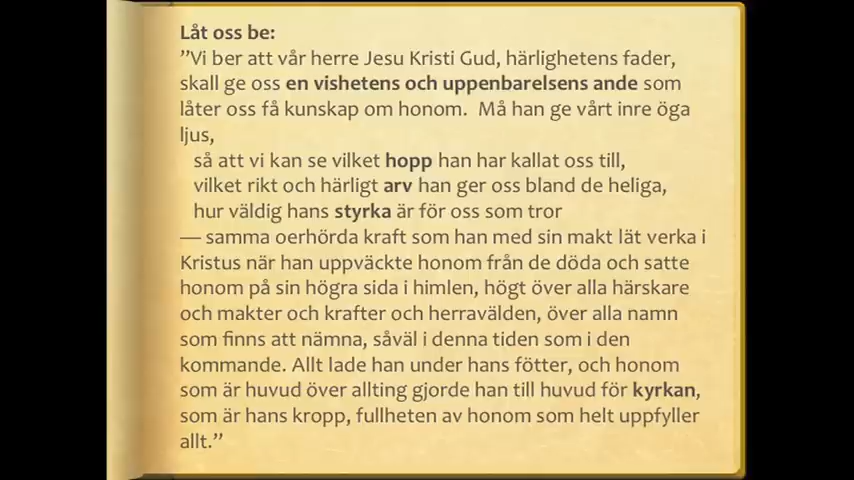 Låt oss be:
”Vi ber att vår herre Jesu Kristi Gud, härlighetens fader,
skall ge oss en vishetens och uppenbarelsens ande som
låter oss få kunskap om honom. Må han ge vårt inre öga
ljus,
så att vi kan se vilket hopp han har kallat oss till,
vilket rikt och härligt arv han ger oss bland de heliga,
hur väldig hans styrka är för oss som tror
— samma oerhörda kraft som han med sin makt lät verka i
Kristus när han uppväckte honom från de döda och satte
honom på sin högra sida i himlen, högt över alla härskare
och makter och krafter och herravälden, över alla namn
som finns att nämna, såväl i denna tiden som i den
kommande. Allt lade han under hans fötter, och honom
som är huvud över allting gjorde han till huvud för kyrkan,
som är hans kropp, fullheten av honom som helt uppfyller
allt.”